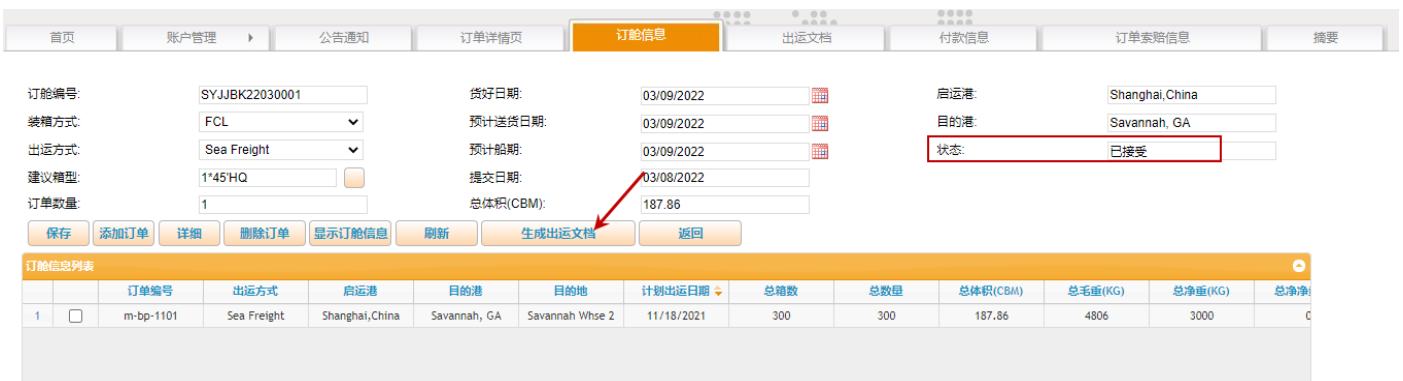 首页 账户管理 公告通知 订单详情页 订舱信息 出运文档 付款信息 订单索赔信息 摘要
订舱编号: SYJJBK22030001 货好日期: 03/09/2022 启运港: Shanghai,China
装箱方式: FCL 预计送货日期: 03/09/2022 目的港: Savannah, GA
出运方式: Sea Freight 预计船期: 03/09/2022 状态: 已接受
建议箱型: 1*45'HQ 提交日期: 03/08/2022
订单数量: 1 总体积(CBM): 187.86
保存 添加订单 详细 删除订单 显示订舱信息 刷新 生成出运文档 返回
订舱信息列表
订单编号 出运方式 启运港 目的港 目的地 计划出运日期 总箱数 总数量 总体积(CBM) 总毛重(KG) 总净重(KG) 总净净
1 m-bp-1101 Sea Freight Shanghai,China Savannah, GA Savannah Whse 2 11/18/2021 300 300 187.86 4806 3000